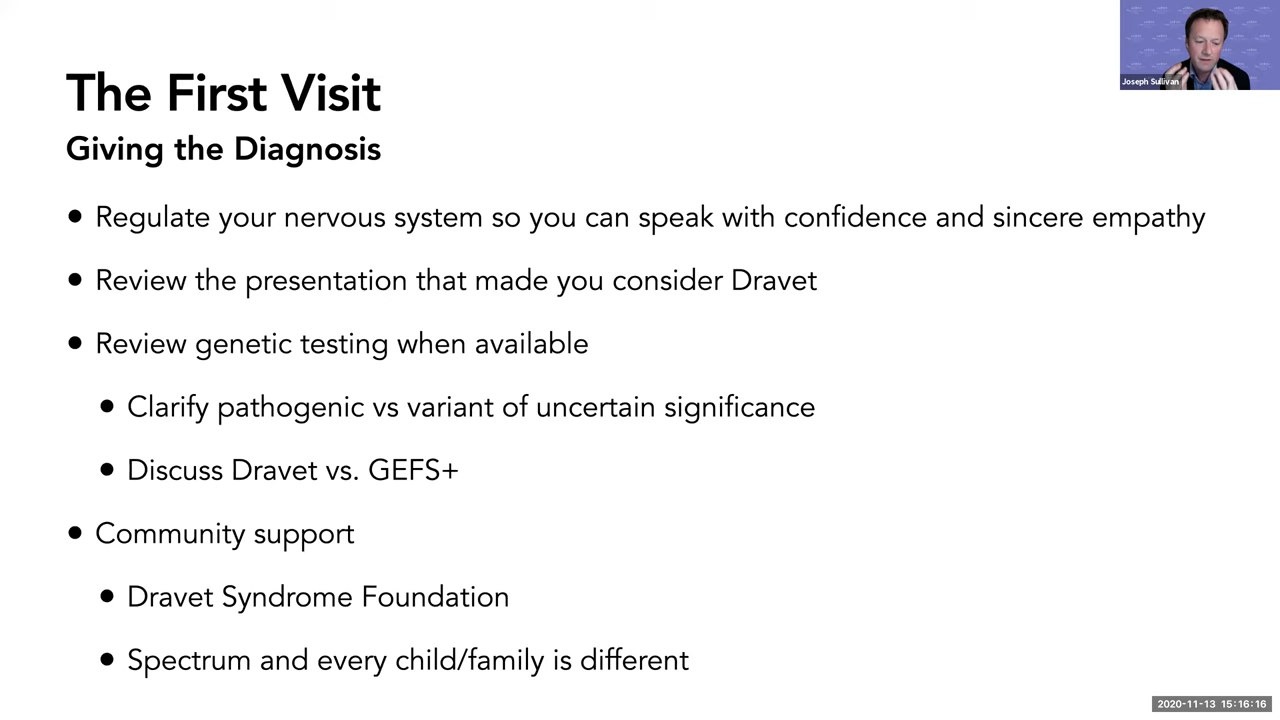 The First Visit
Giving the Diagnosis
• Regulate your nervous system so you can speak with confidence and sincere empathy
• Review the presentation that made you consider Dravet
• Review genetic testing when available
• Clarify pathogenic vs variant of uncertain significance
• Discuss Dravet vs. GEFS+
• Community support
• Dravet Syndrome Foundation
• Spectrum and every child/family is different
Joseph Sullivan
2020-11-13 15:16:16